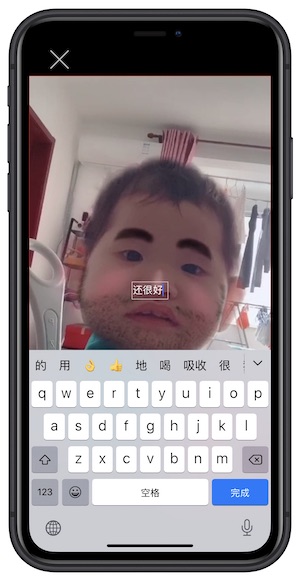 还很好
的 用 👌 👍 地 喝 吸收 很
q w e r t y u i o p
a s d f g h j k l
z x c v b n m
123 空格 完成